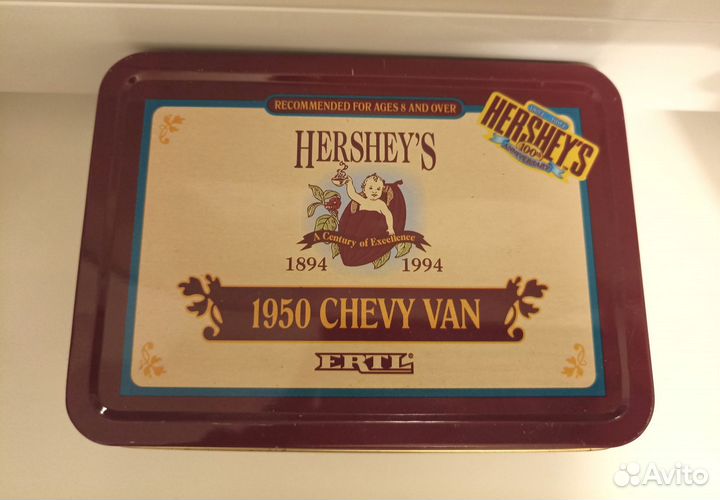 RECOMMENDED FOR AGES 8 AND OVER
HERSHEY'S
HERSHEY'S
100th
ANNIVERSARY
A Century of Excellence
1894 1994
1950 CHEVY VAN
ERTL
Avito